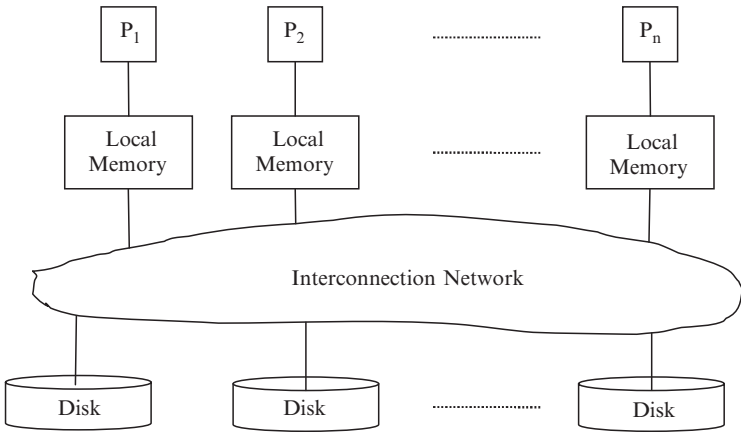 P1 P2 Pn
Local Memory
Local Memory
Local Memory
Interconnection Network
Disk Disk Disk